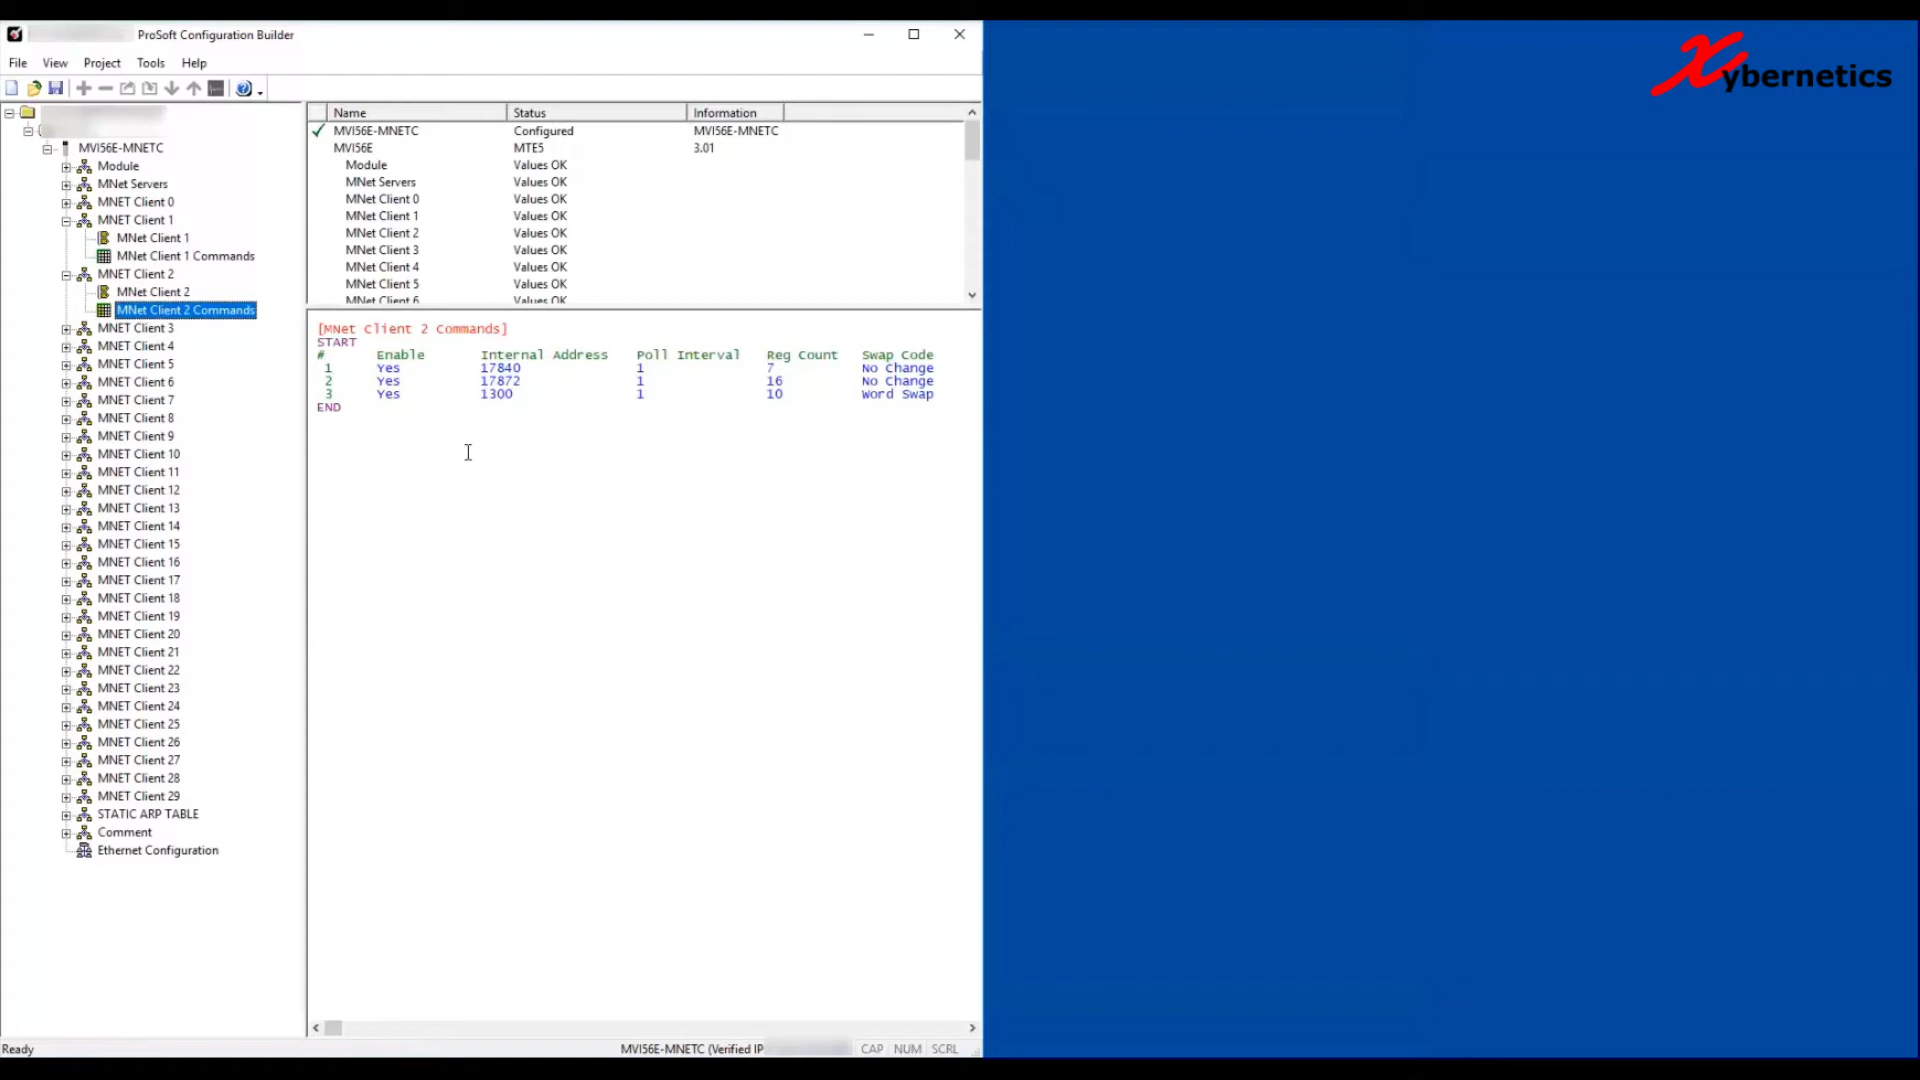 ProSoft Configuration Builder
Xybernetics
File View Project Tools Help
MVI56E-MNETC
Module
MNet Servers
MNET Client 0
MNET Client 1
MNet Client 1
MNet Client 1 Commands
MNET Client 2
MNet Client 2
MNet Client 2 Commands
MNET Client 3
MNET Client 4
MNET Client 5
MNET Client 6
MNET Client 7
MNET Client 8
MNET Client 9
MNET Client 10
MNET Client 11
MNET Client 12
MNET Client 13
MNET Client 14
MNET Client 15
MNET Client 16
MNET Client 17
MNET Client 18
MNET Client 19
MNET Client 20
MNET Client 21
MNET Client 22
MNET Client 23
MNET Client 24
MNET Client 25
MNET Client 26
MNET Client 27
MNET Client 28
MNET Client 29
STATIC ARP TABLE
Comment
Ethernet Configuration
Name Status Information
MVI56E-MNETC Configured MVI56E-MNETC
MVI56E MTE5 3.01
Module Values OK
MNet Servers Values OK
MNet Client 0 Values OK
MNet Client 1 Values OK
MNet Client 2 Values OK
MNet Client 3 Values OK
MNet Client 4 Values OK
MNet Client 5 Values OK
MNet Client 6 Values OK
[MNet Client 2 Commands]
START
# Enable Internal Address Poll Interval Reg Count Swap Code
1 Yes 17840 1 7 No Change
2 Yes 17872 1 16 No Change
3 Yes 1300 1 10 Word Swap
END
Ready MVI56E-MNETC (Verified IP CAP NUM SCRL